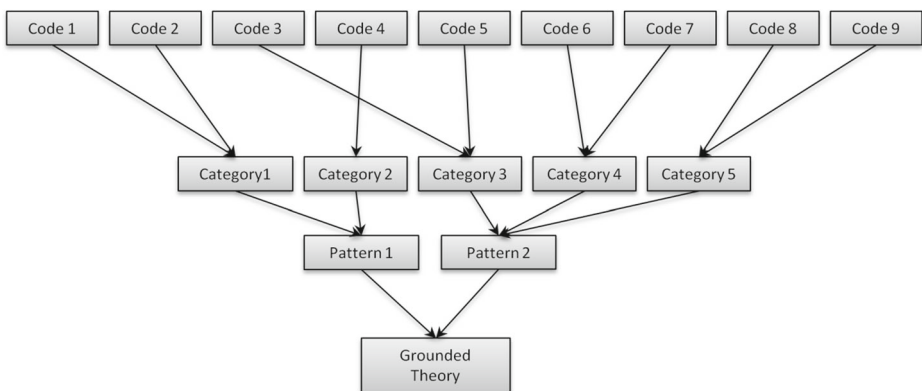 Code 1
Code 2
Code 3
Code 4
Code 5
Code 6
Code 7
Code 8
Code 9
Category1
Category 2
Category 3
Category 4
Category 5
Pattern 1
Pattern 2
Grounded
Theory